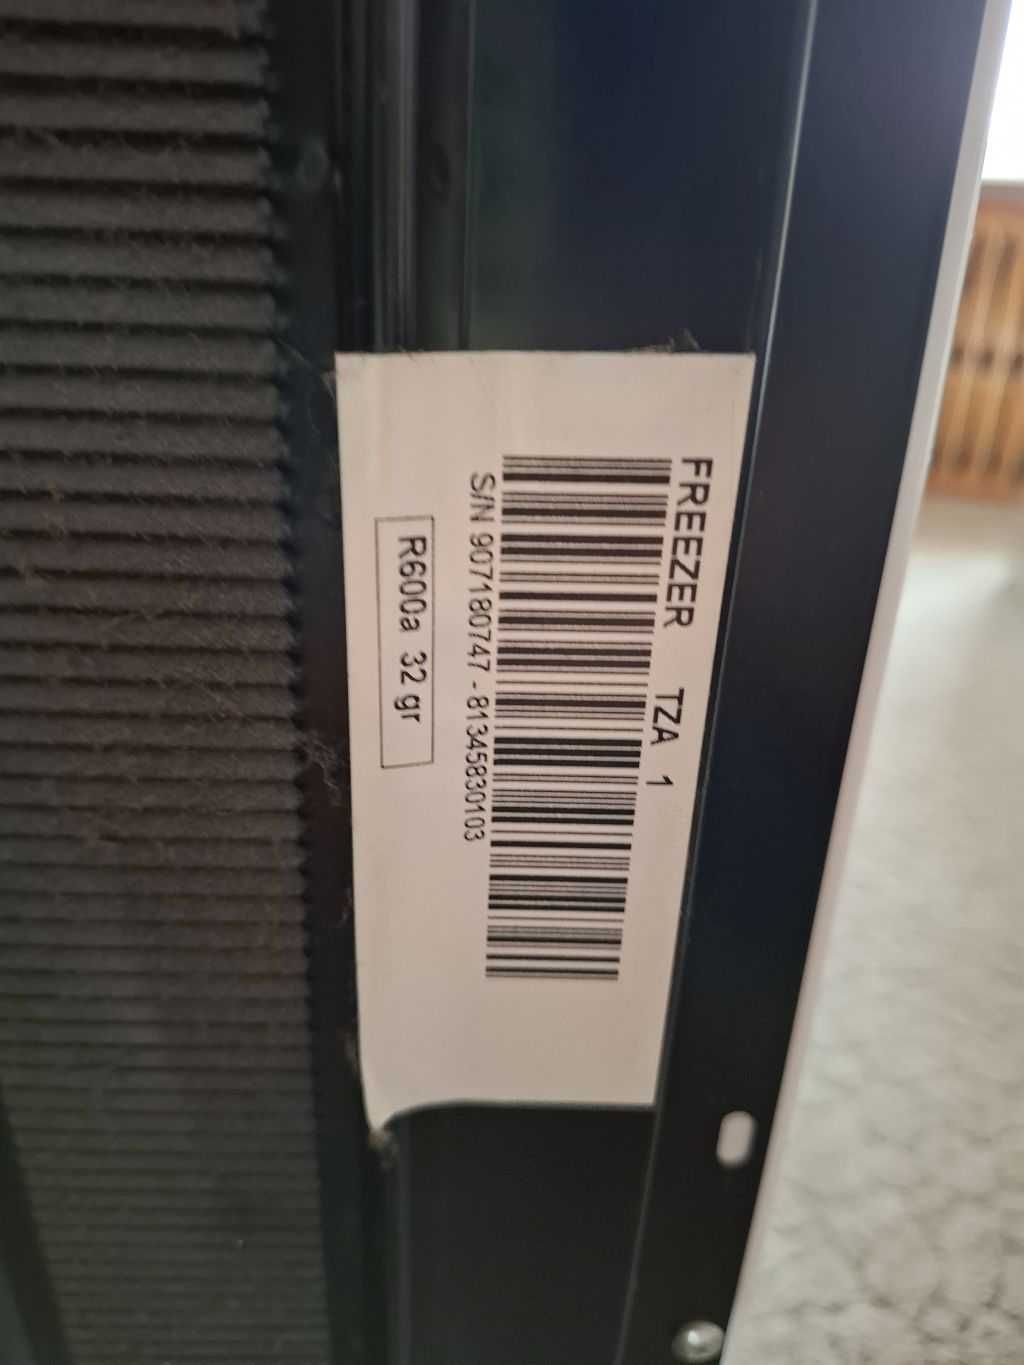 FREEZER TZA 1
S/N 907180747 - 81345830103
R600a 32 gr